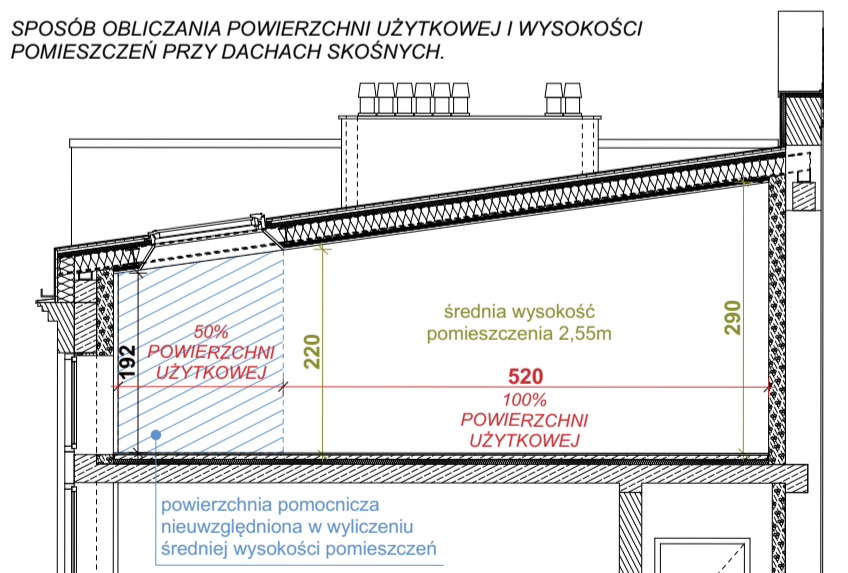 SPOSÓB OBLICZANIA POWIERZCHNI UŻYTKOWEJ I WYSOKOŚCI
POMIESZCZEŃ PRZY DACHACH SKOŚNYCH.
średnia wysokość
pomieszczenia 2,55m
290
50%
POWIERZCHNI
UŻYTKOWEJ
192
220
520
100%
POWIERZCHNI
UŻYTKOWEJ
powierzchnia pomocnicza
nieuwzględniona w wyliczeniu
średniej wysokości pomieszczeń